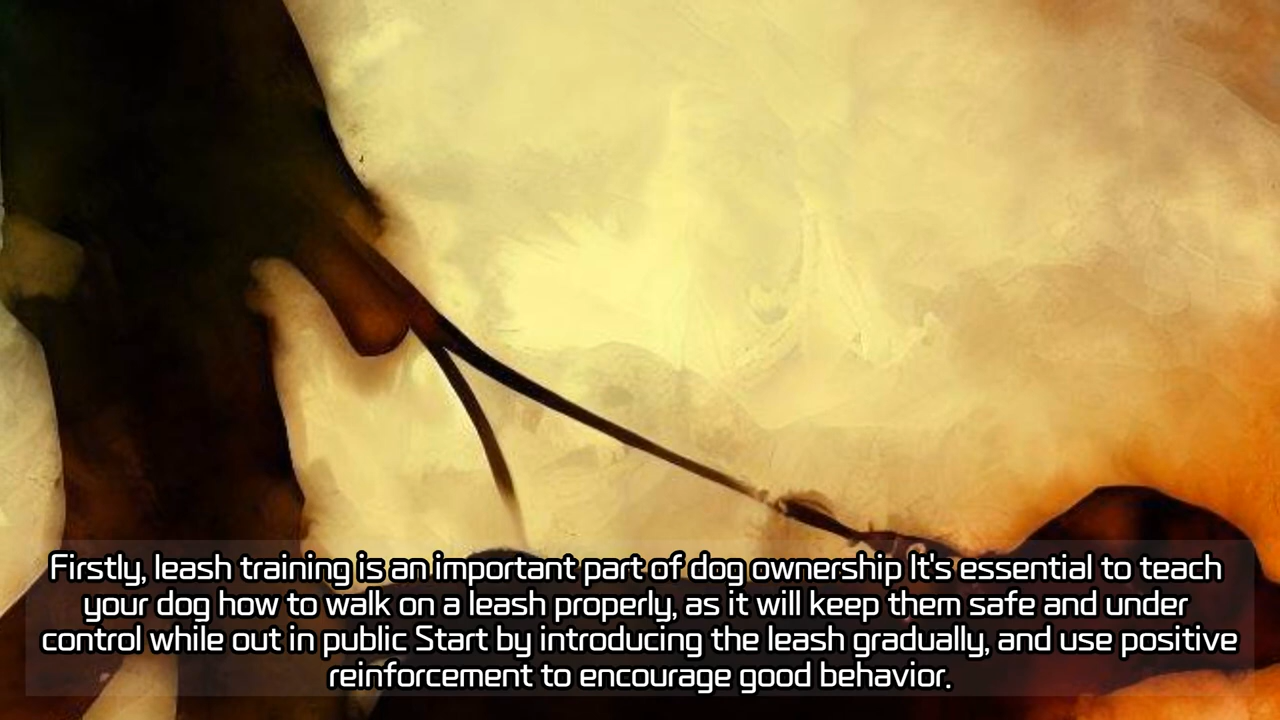 Firstly, leash training is an important part of dog ownership It's essential to teach
your dog how to walk on a leash properly, as it will keep them safe and under
control while out in public Start by introducing the leash gradually, and use positive
reinforcement to encourage good behavior.